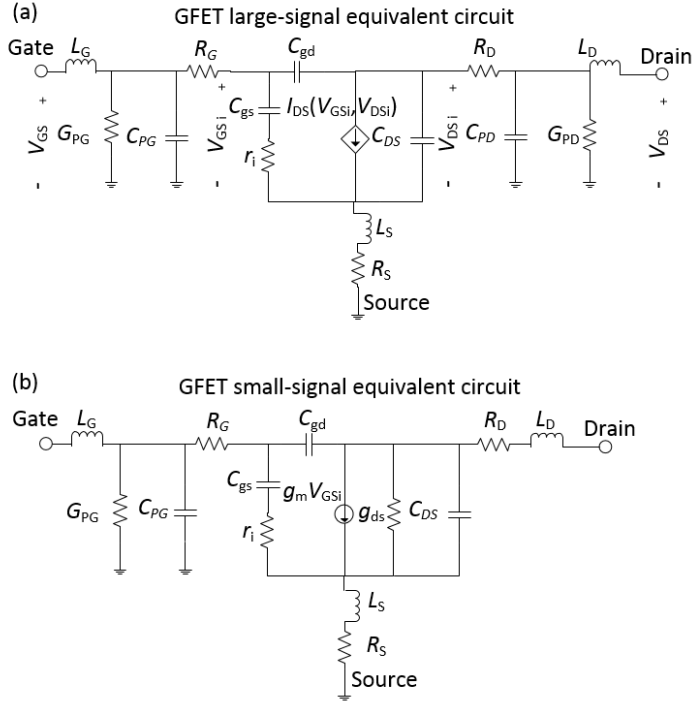 (a)
GFET large-signal equivalent circuit
Gate
LG
RG
Cgd
RD
LD
Drain
+
VGS
-
GPG
CPG
+
VGSi
-
Cgs
ri
IDS(VGSi,VDSi)
CDS
+
VDSi
-
CPD
GPD
+
VDS
-
LS
RS
Source
(b)
GFET small-signal equivalent circuit
Gate
LG
RG
Cgd
RD
LD
Drain
GPG
CPG
Cgs
ri
gmVGSi
gds
CDS
LS
RS
Source